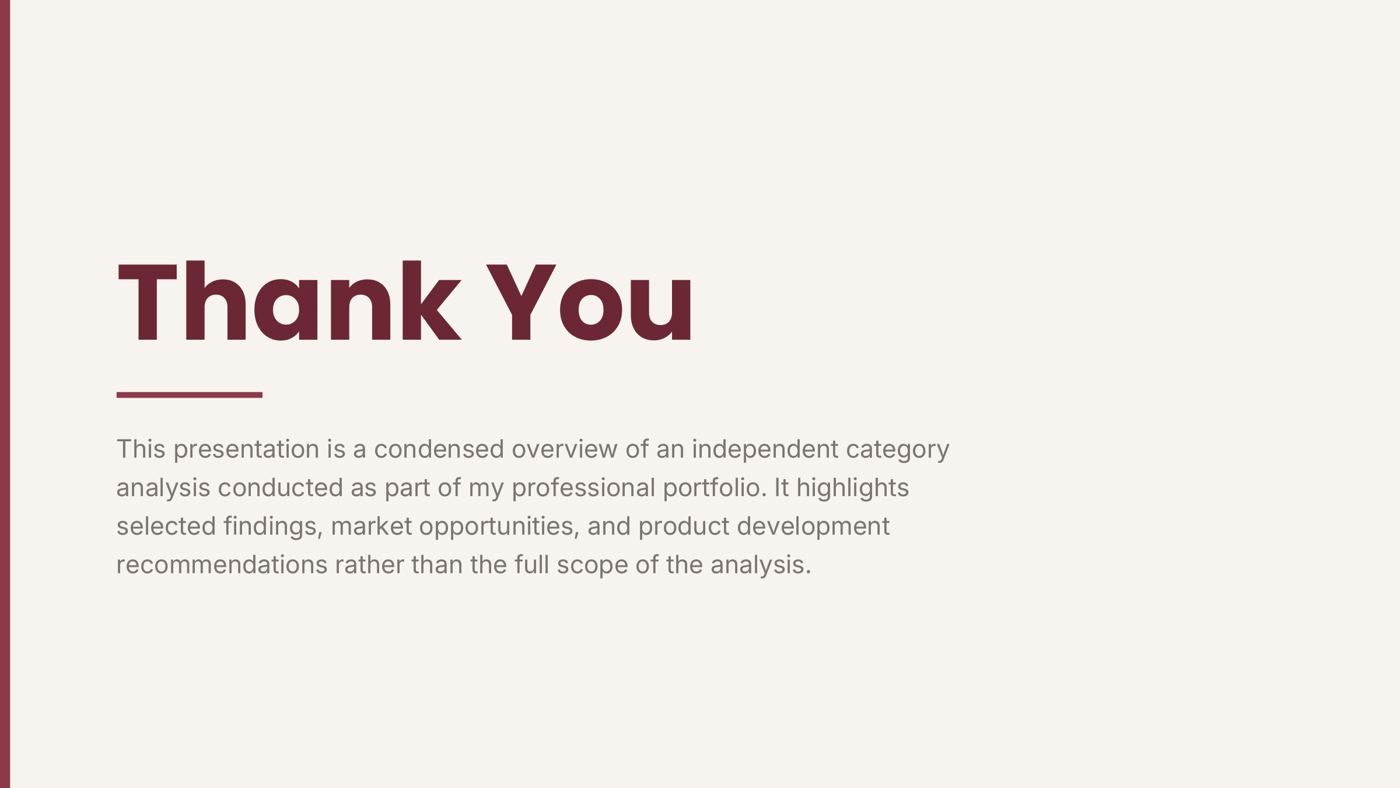 Thank You
This presentation is a condensed overview of an independent category
analysis conducted as part of my professional portfolio. It highlights
selected findings, market opportunities, and product development
recommendations rather than the full scope of the analysis.